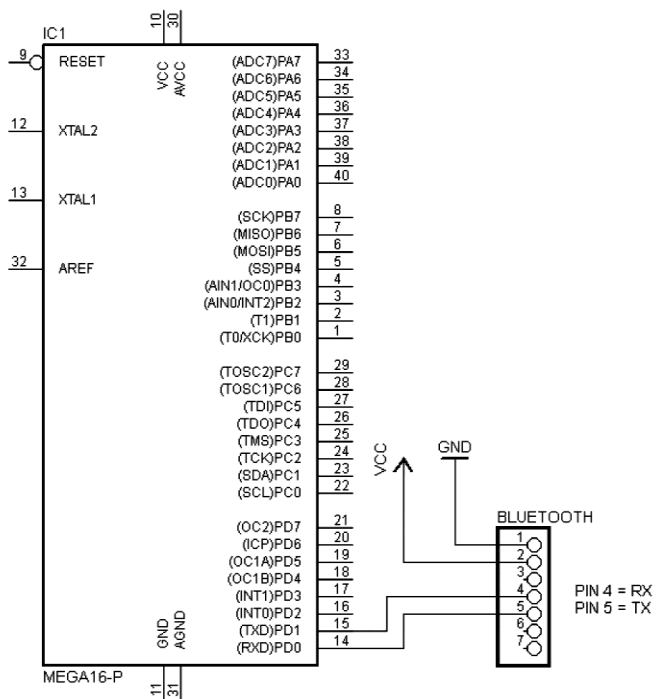 IC1
10
30
VCC
AVCC
9 RESET
12 XTAL2
13 XTAL1
32 AREF
(ADC7)PA7 33
(ADC6)PA6 34
(ADC5)PA5 35
(ADC4)PA4 36
(ADC3)PA3 37
(ADC2)PA2 38
(ADC1)PA1 39
(ADC0)PA0 40
(SCK)PB7 8
(MISO)PB6 7
(MOSI)PB5 6
(SS)PB4 5
(AIN1/OC0)PB3 4
(AIN0/INT2)PB2 3
(T1)PB1 2
(T0/XCK)PB0 1
(TOSC2)PC7 29
(TOSC1)PC6 28
(TDI)PC5 27
(TDO)PC4 26
(TMS)PC3 25
(TCK)PC2 24
(SDA)PC1 23
(SCL)PC0 22
(OC2)PD7 21
(ICP)PD6 20
(OC1A)PD5 19
(OC1B)PD4 18
(INT1)PD3 17
(INT0)PD2 16
(TXD)PD1 15
(RXD)PD0 14
GND
AGND
11
31
MEGA16-P
VCC
GND
BLUETOOTH
1
2
3
4
5
6
7
PIN 4 = RX
PIN 5 = TX